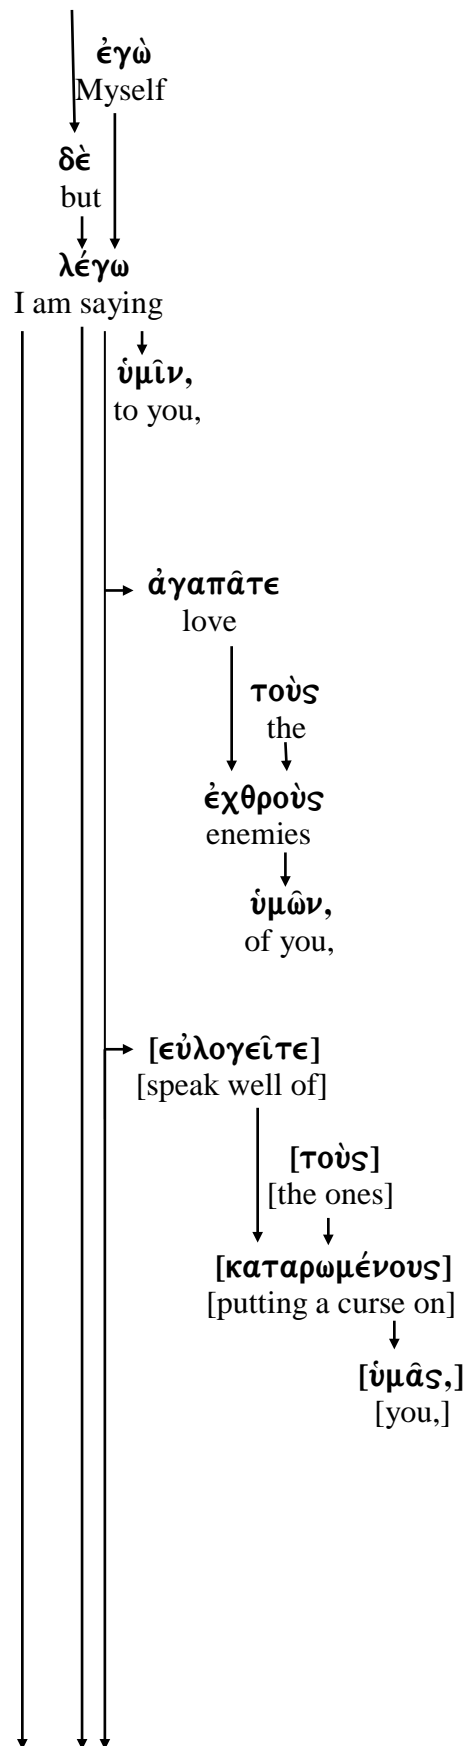 ἐγὼ
Myself
δὲ
but
λέγω
I am saying
ὑμῖν,
to you,
ἀγαπᾶτε
love
τοὺς
the
ἐχθροὺς
enemies
ὑμῶν,
of you,
[εὐλογεῖτε]
[speak well of]
[τοὺς]
[the ones]
[καταρωμένους]
[putting a curse on]
[ὑμᾶς,]
[you,]